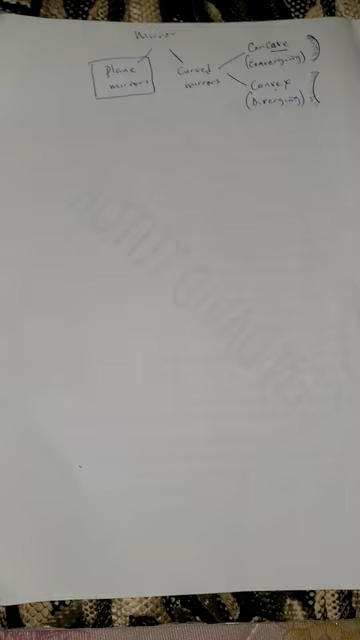 Mirror
Plane
mirrors
Curved
mirrors
Concave
(Converging)
Convex
(Diverging)